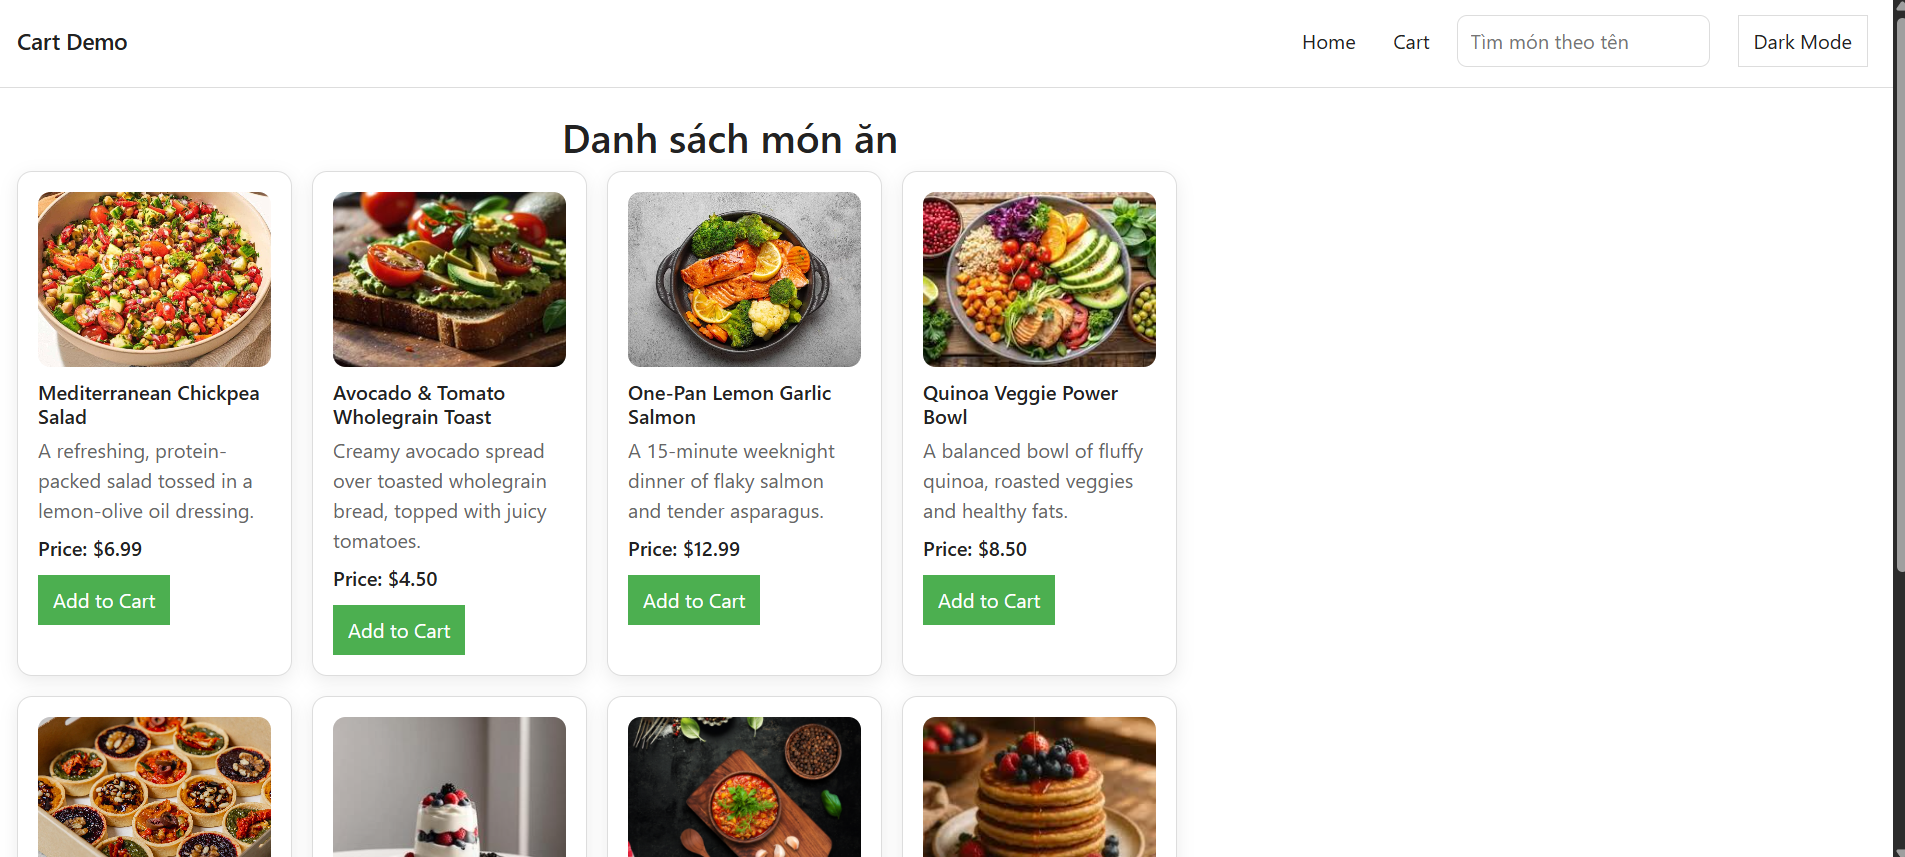 Cart Demo
Home
Cart
Tìm món theo tên
Dark Mode
Danh sách món ăn
Mediterranean Chickpea
Salad
A refreshing, protein-
packed salad tossed in a
lemon-olive oil dressing.
Price: $6.99
Add to Cart
Avocado & Tomato
Wholegrain Toast
Creamy avocado spread
over toasted wholegrain
bread, topped with juicy
tomatoes.
Price: $4.50
Add to Cart
One-Pan Lemon Garlic
Salmon
A 15-minute weeknight
dinner of flaky salmon
and tender asparagus.
Price: $12.99
Add to Cart
Quinoa Veggie Power
Bowl
A balanced bowl of fluffy
quinoa, roasted veggies
and healthy fats.
Price: $8.50
Add to Cart